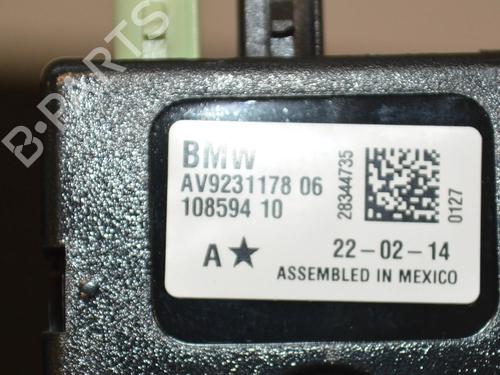 B-PARTS
BMW
AV9231178 06
108594 10
28344735
0127
A★
22-02-14
ASSEMBLED IN MEXICO